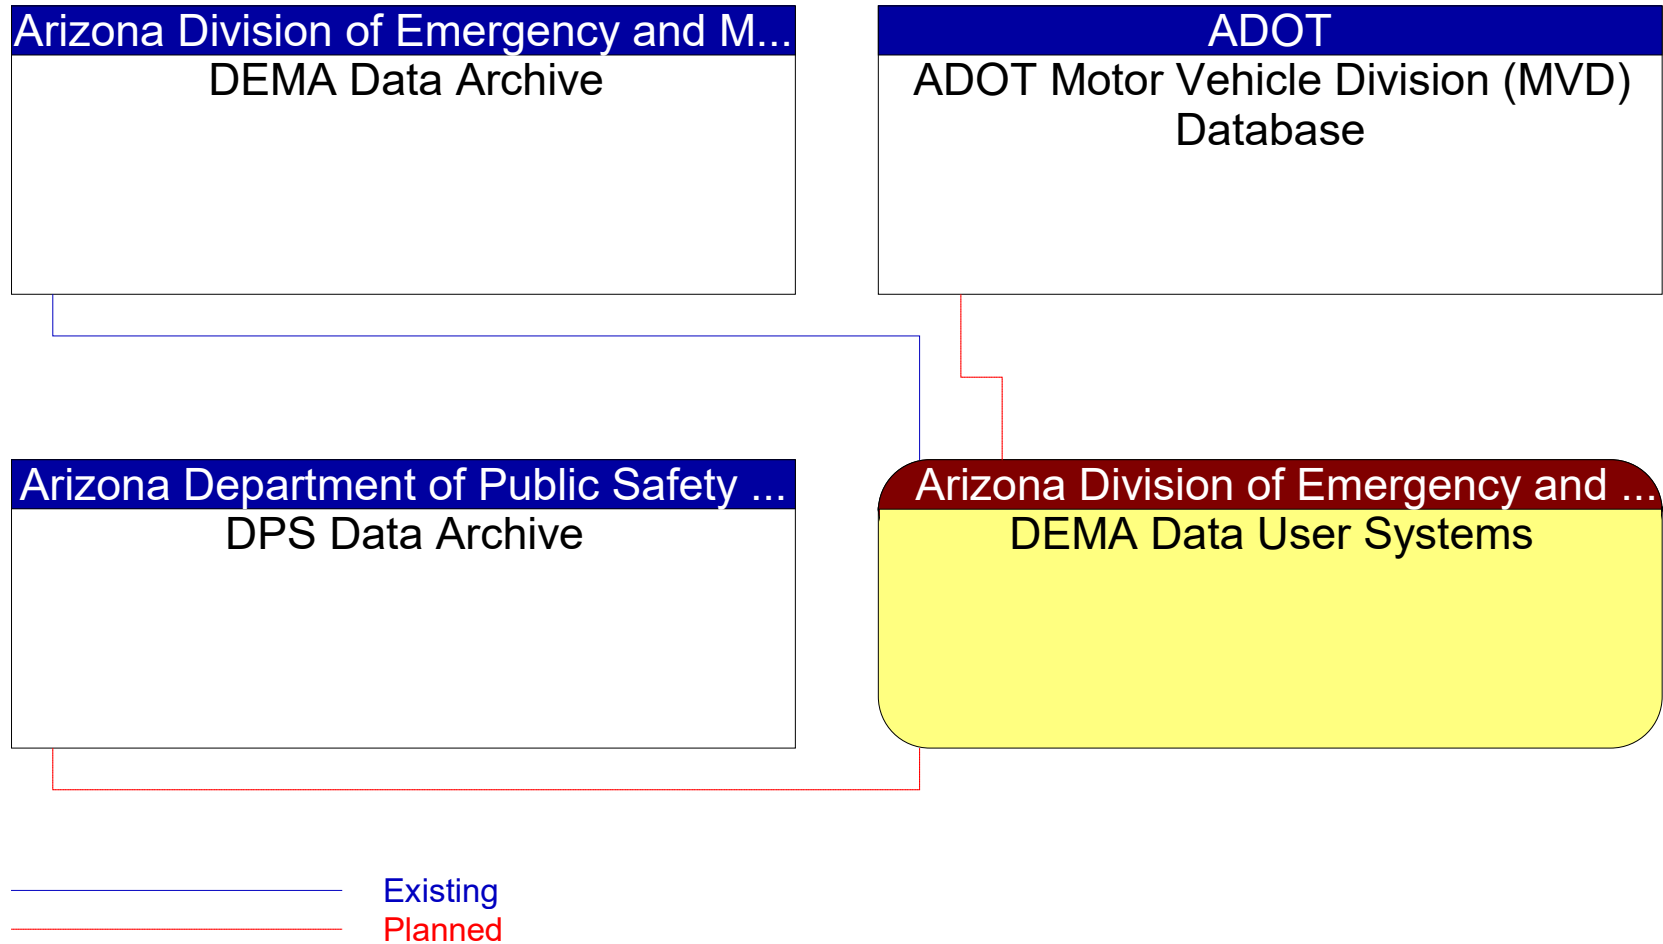 Arizona Division of Emergency and M...
DEMA Data Archive
ADOT
ADOT Motor Vehicle Division (MVD)
Database
Arizona Department of Public Safety ...
DPS Data Archive
Arizona Division of Emergency and ...
DEMA Data User Systems
Existing
Planned